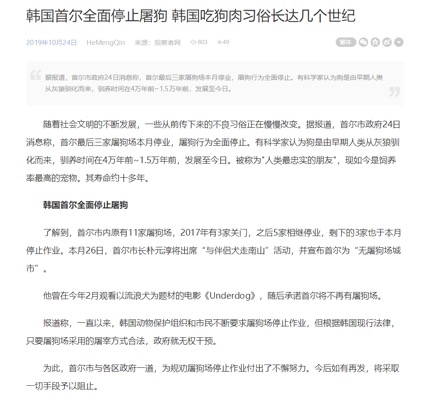 韩国首尔全面停止屠狗 韩国吃狗肉习俗长达几个世纪
2019年10月24日 HeMengQin 来源：观察者网 803 49
据报道，首尔市政府24日消息称，首尔最后三家屠狗场本月停业，屠狗行为全面停止。有科学家认为狗是由早期人类
从灰狼驯化而来，驯养时间在4万年前~1.5万年前，发展至今日。
随着社会文明的不断发展，一些从前传下来的不良习俗正在慢慢改变。据报道，首尔市政府24日
消息称，首尔最后三家屠狗场本月停业，屠狗行为全面停止。有科学家认为狗是由早期人类从灰狼驯
化而来，驯养时间在4万年前~1.5万年前，发展至今日。被称为“人类最忠实的朋友”，现如今是饲养
率最高的宠物。其寿命约十多年。
韩国首尔全面停止屠狗
了解到，首尔市内原有11家屠狗场，2017年有3家关门，之后5家相继停业，剩下的3家也于本月
停止作业。本月26日，首尔市长朴元淳将出席“与伴侣犬走南山”活动，并宣布首尔为“无屠狗场城
市”。
他曾在今年2月观看以流浪犬为题材的电影《Underdog》，随后承诺首尔将不再有屠狗场。
报道称，一直以来，韩国动物保护组织和市民不断要求屠狗场停止作业，但根据韩国现行法律，
只要屠狗场采用的屠宰方式合法，政府就无权干预。
为此，首尔市与各区政府一道，为规劝屠狗场停止作业付出了不懈努力。今后如有再发，将采取
一切手段予以阻止。